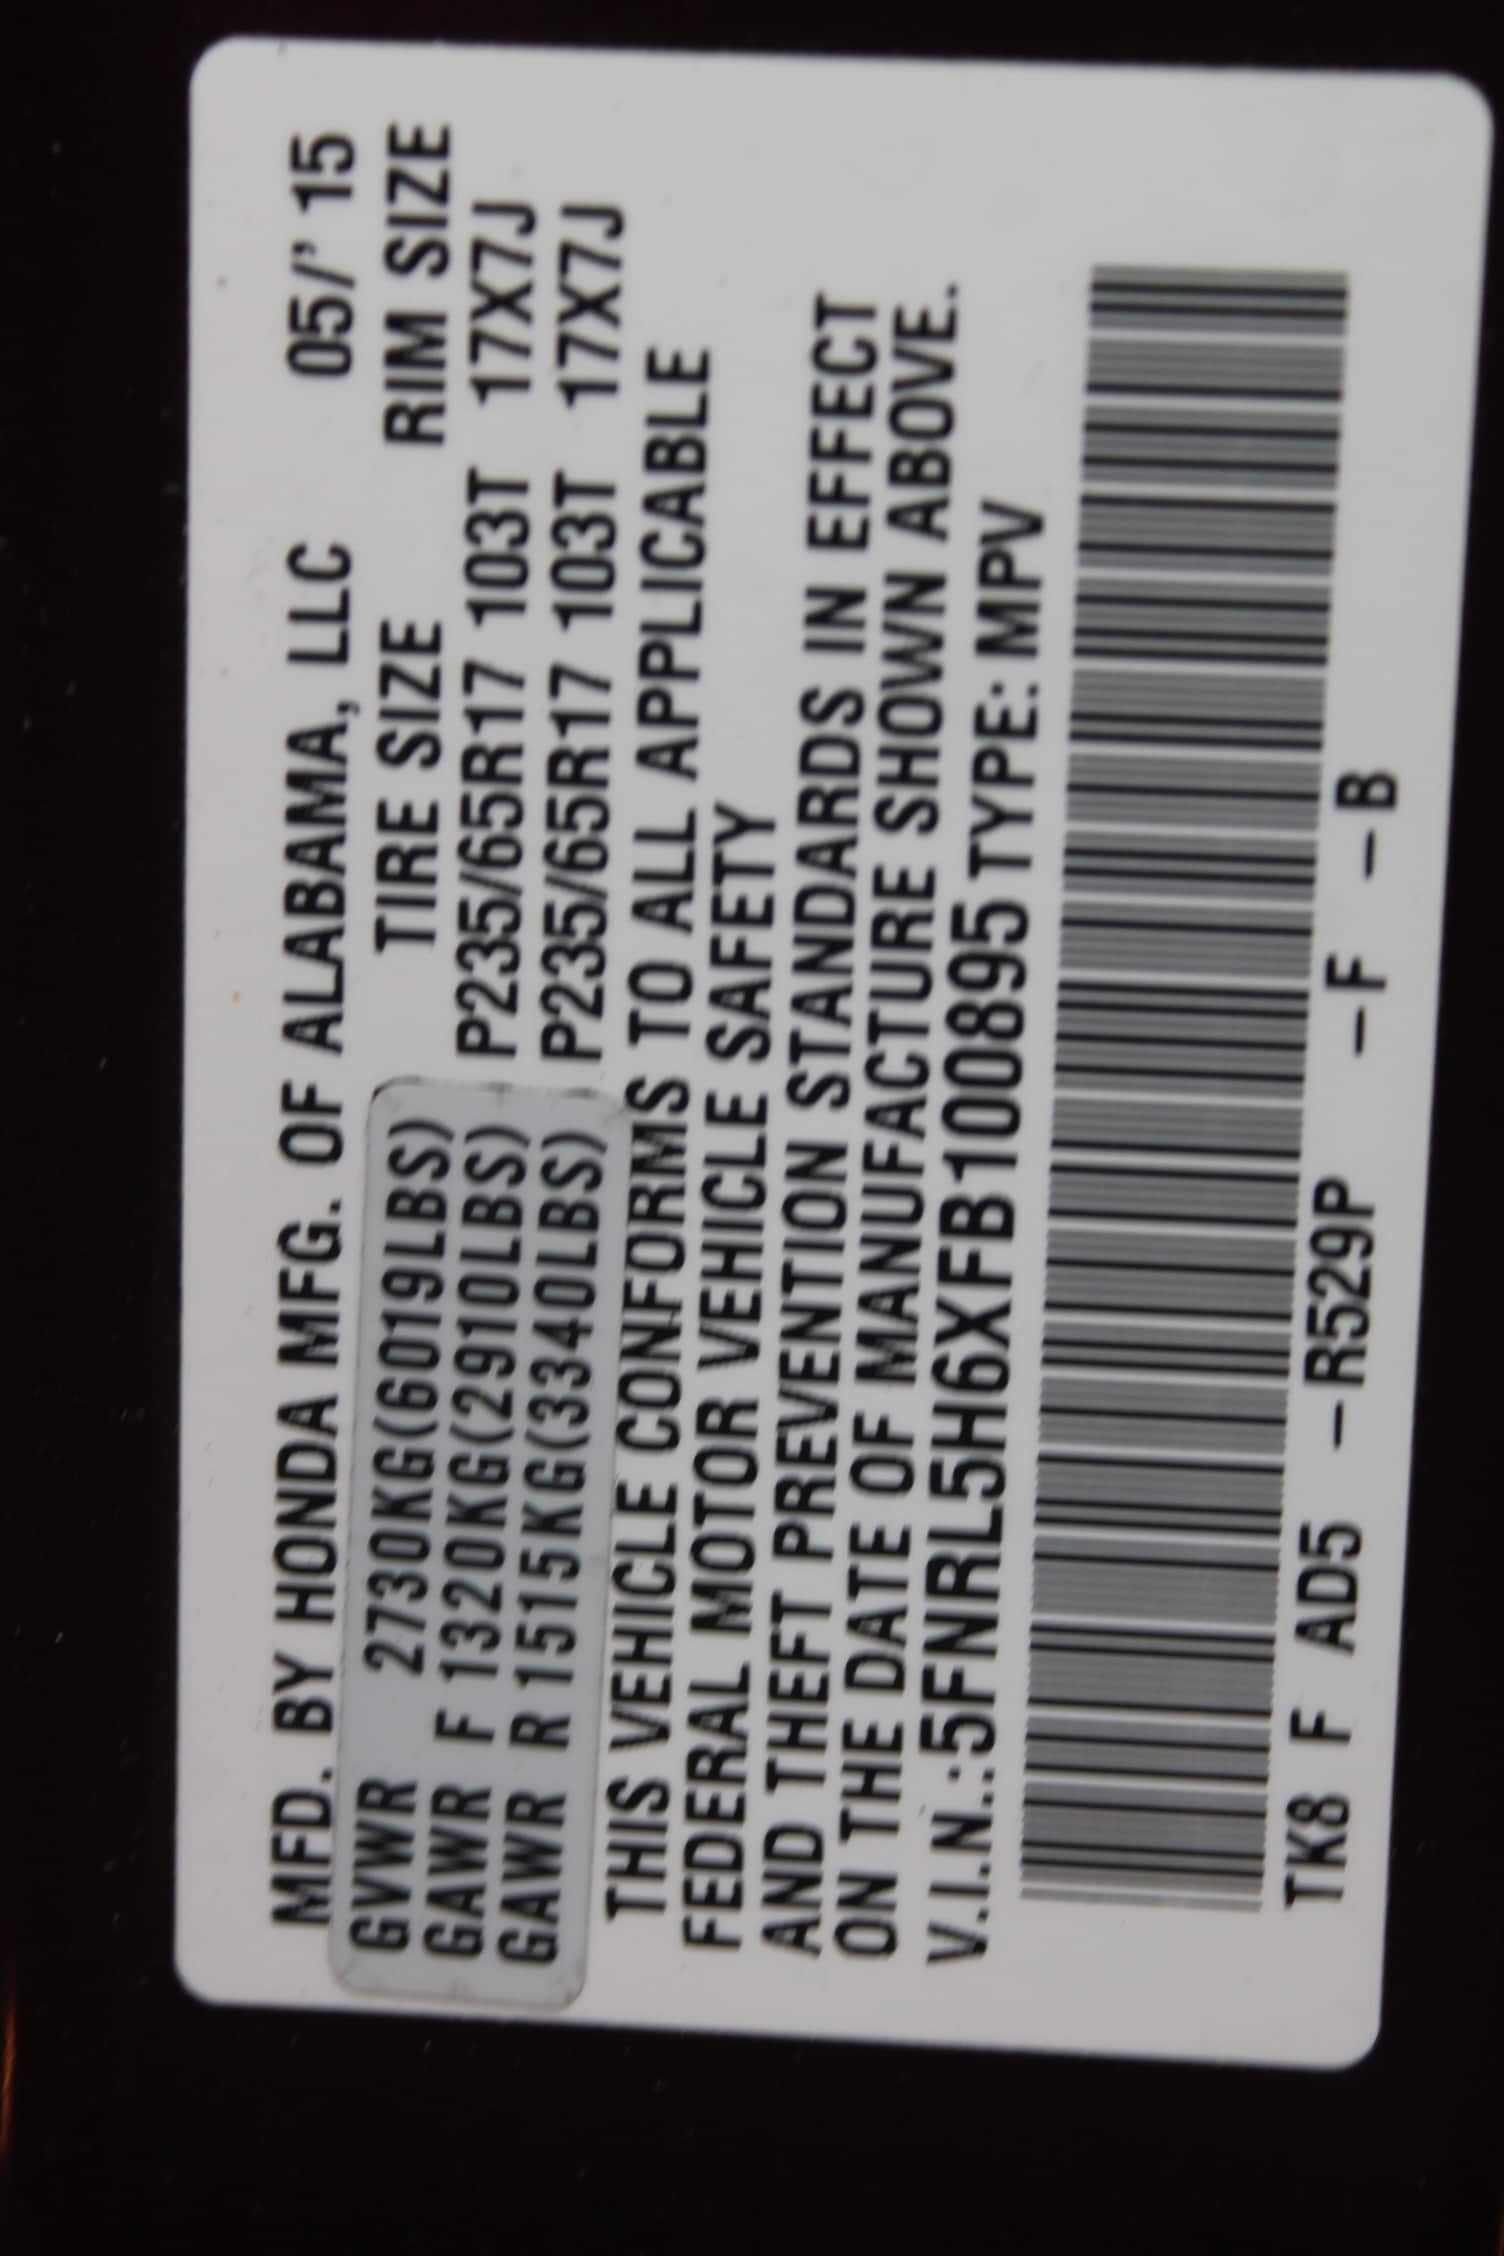 MFD. BY HONDA MFG. OF ALABAMA, LLC 05/' 15
TIRE SIZE RIM SIZE
GVWR 2730KG(6019LBS)
GAWR F 1320KG(2910LBS) P235/65R17 103T 17X7J
GAWR R 1515KG(3340LBS) P235/65R17 103T 17X7J
THIS VEHICLE CONFORMS TO ALL APPLICABLE
FEDERAL MOTOR VEHICLE SAFETY
AND THEFT PREVENTION STANDARDS IN EFFECT
ON THE DATE OF MANUFACTURE SHOWN ABOVE.
V.I.N.:5FNRL5H6XFB100895 TYPE: MPV
TK8 F AD5 -R529P -F -B